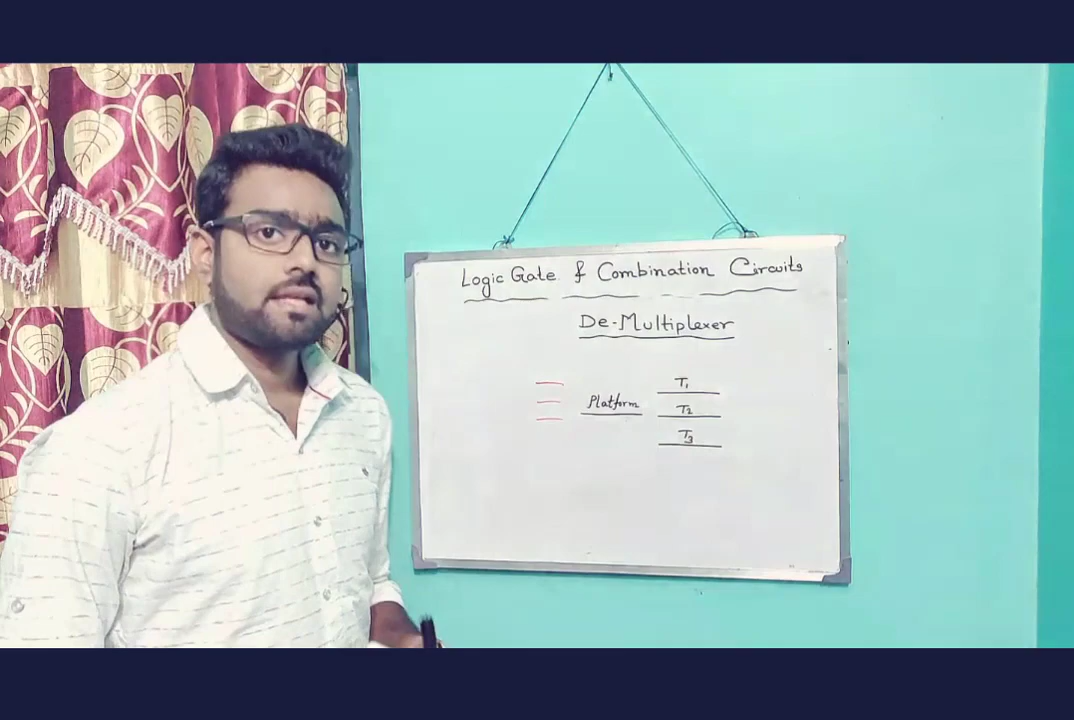 Logic Gate & Combination Circuits
De-Multiplexer
Platform
T1
T2
T3